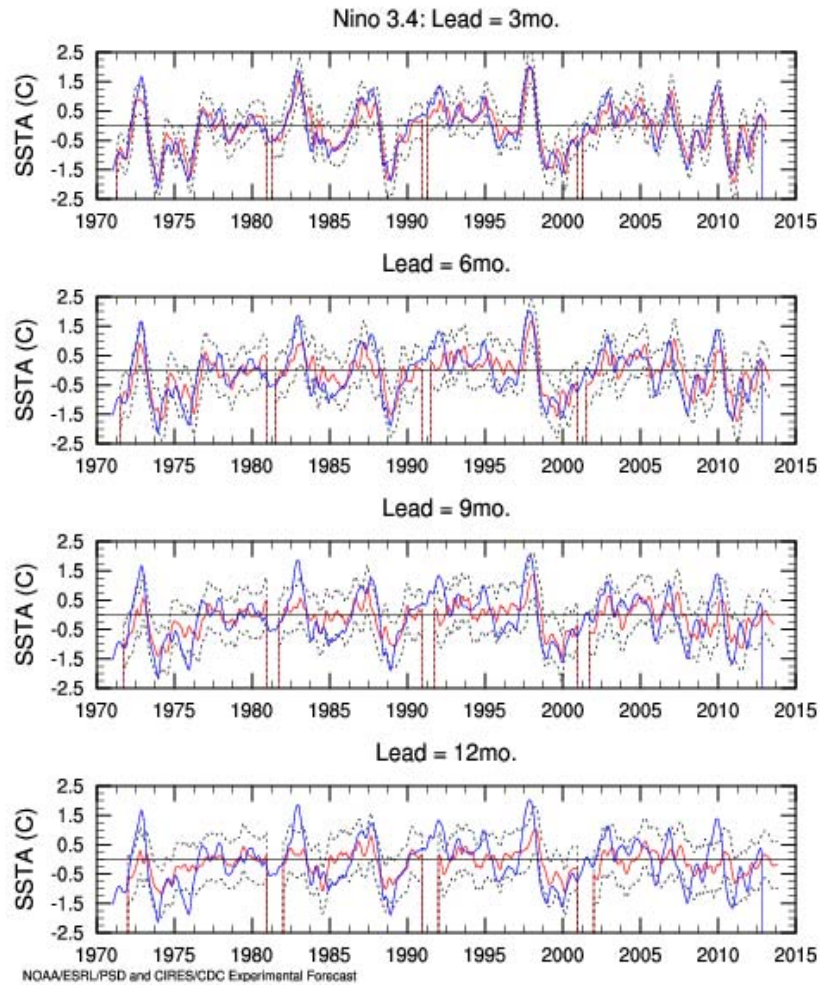 Nino 3.4: Lead = 3mo.
SSTA (C)
2.5
1.5
0.5
-0.5
-1.5
-2.5
1970 1975 1980 1985 1990 1995 2000 2005 2010 2015
Lead = 6mo.
SSTA (C)
2.5
1.5
0.5
-0.5
-1.5
-2.5
1970 1975 1980 1985 1990 1995 2000 2005 2010 2015
Lead = 9mo.
SSTA (C)
2.5
1.5
0.5
-0.5
-1.5
-2.5
1970 1975 1980 1985 1990 1995 2000 2005 2010 2015
Lead = 12mo.
SSTA (C)
2.5
1.5
0.5
-0.5
-1.5
-2.5
1970 1975 1980 1985 1990 1995 2000 2005 2010 2015
NOAA/ESRL/PSD and CIRES/CDC Experimental Forecast